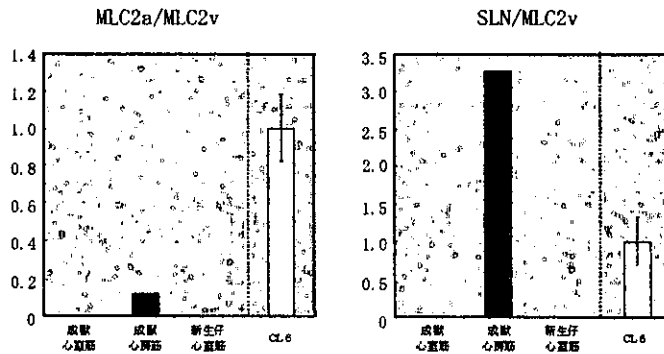 MLC2a/MLC2v
1.4
1.2
1.0
0.8
0.6
0.4
0.2
0
成獣
心室筋
成獣
心房筋
新生仔
心室筋
CL6
SLN/MLC2v
3.5
3.0
2.5
2.0
1.5
1.0
0.5
0
成獣
心室筋
成獣
心房筋
新生仔
心室筋
CL6